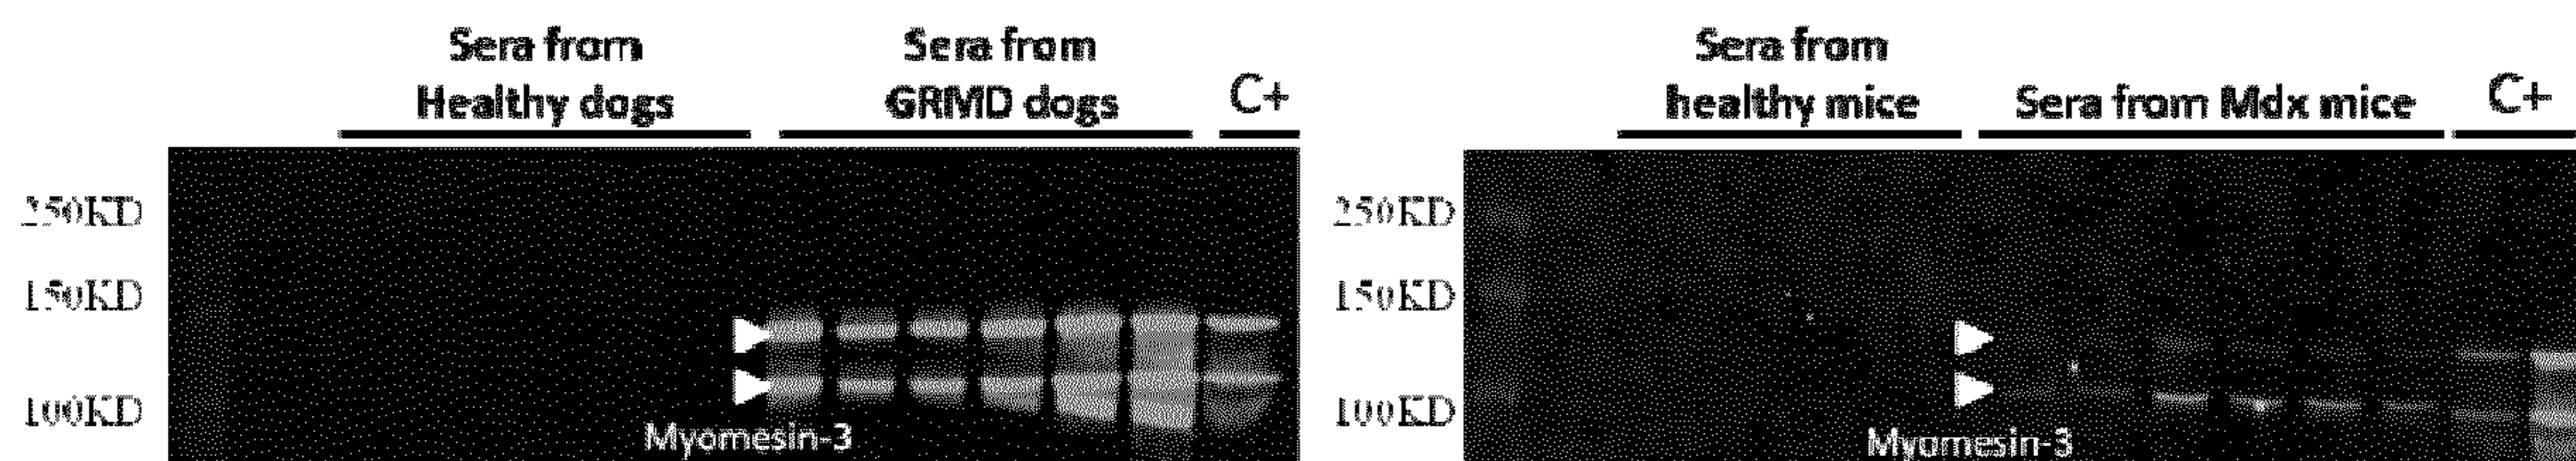 Sera from
Healthy dogs
Sera from
GRMD dogs
C+
250KD
150KD
100KD
Myomesin-3
Sera from
healthy mice
Sera from Mdx mice
C+
250KD
150KD
100KD
Myomesin-3